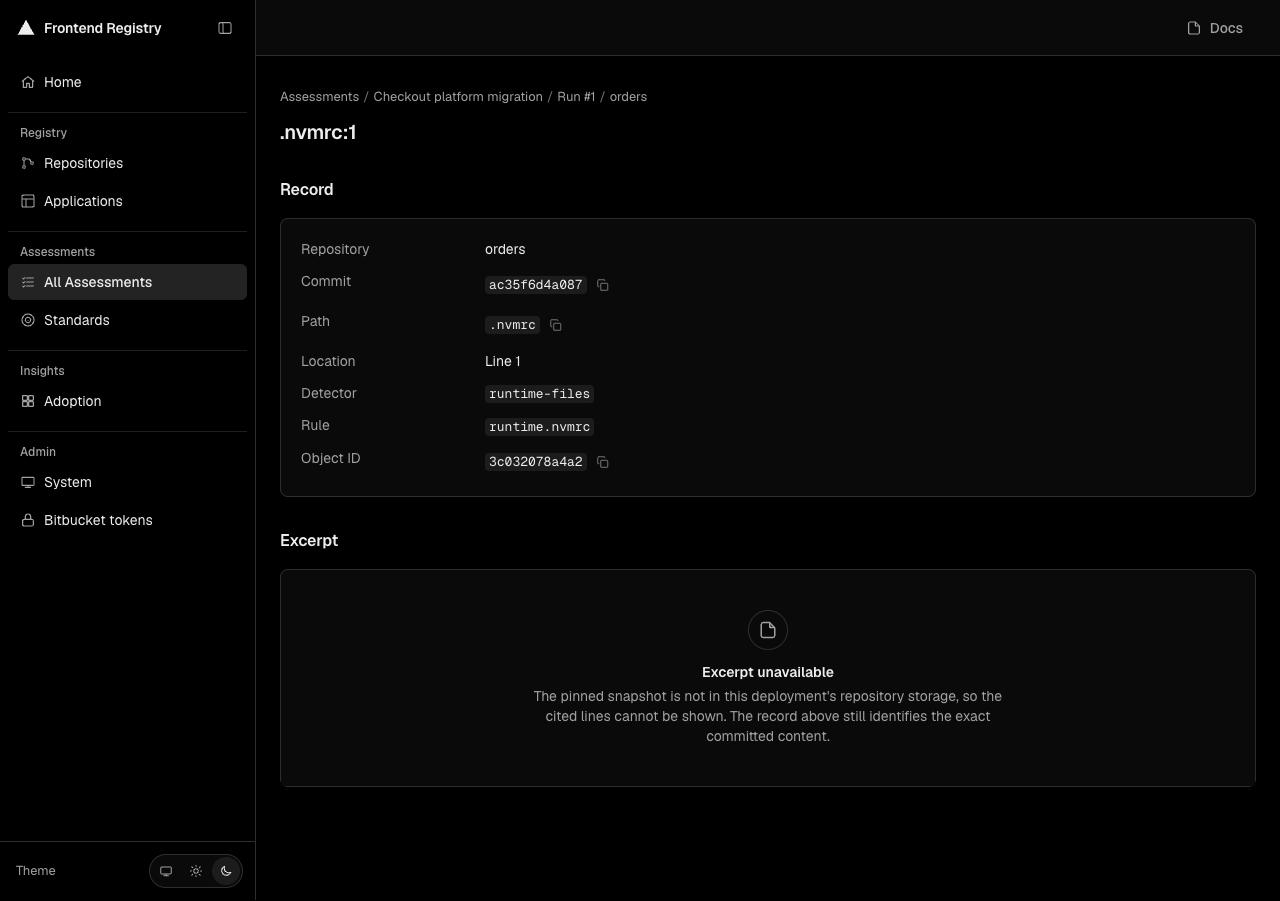 Frontend Registry
Docs
Home
Registry
Repositories
Applications
Assessments
All Assessments
Standards
Insights
Adoption
Admin
System
Bitbucket tokens
Theme
Assessments / Checkout platform migration / Run #1 / orders
.nvmrc:1
Record
Repository orders
Commit ac35f6d4a087
Path .nvmrc
Location Line 1
Detector runtime-files
Rule runtime.nvmrc
Object ID 3c032078a4a2
Excerpt
Excerpt unavailable
The pinned snapshot is not in this deployment's repository storage, so the
cited lines cannot be shown. The record above still identifies the exact
committed content.